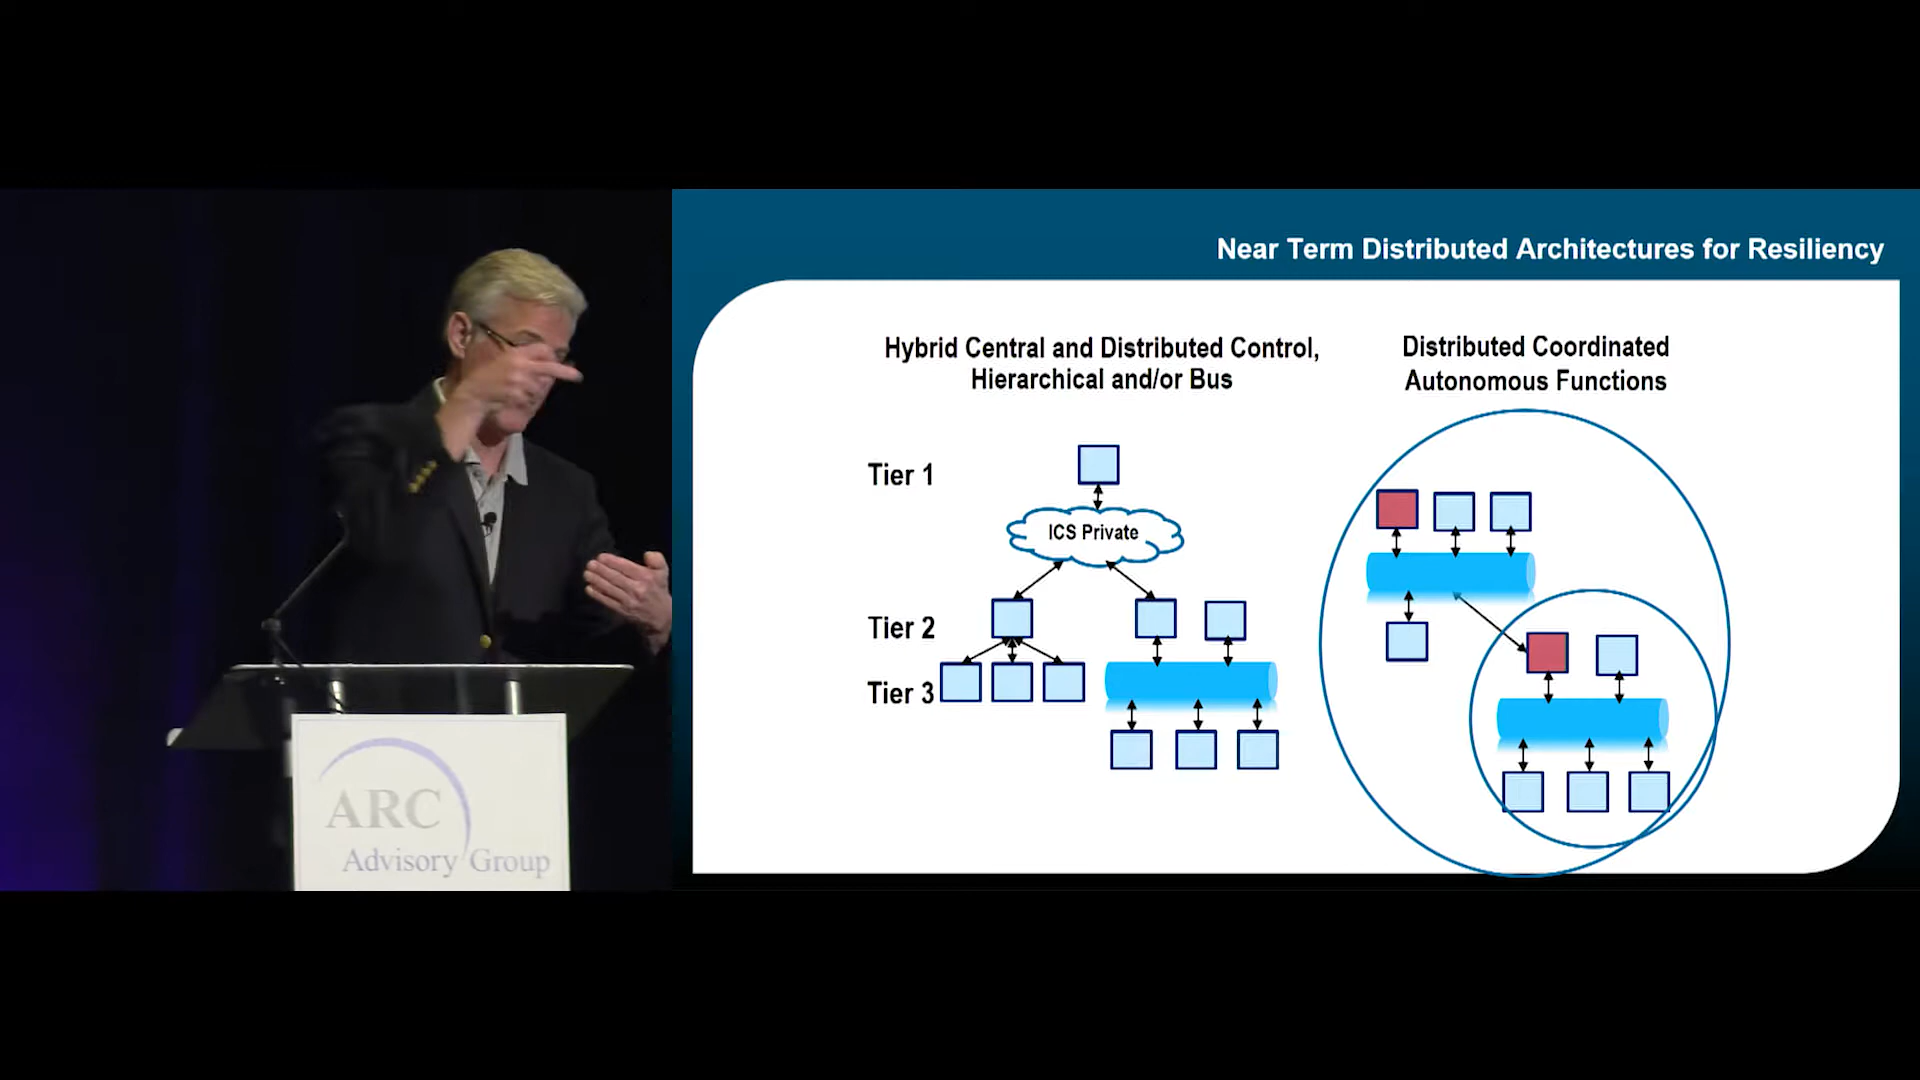 Near Term Distributed Architectures for Resiliency
Hybrid Central and Distributed Control,
Hierarchical and/or Bus
Distributed Coordinated
Autonomous Functions
Tier 1
ICS Private
Tier 2
Tier 3
ARC
Advisory Group